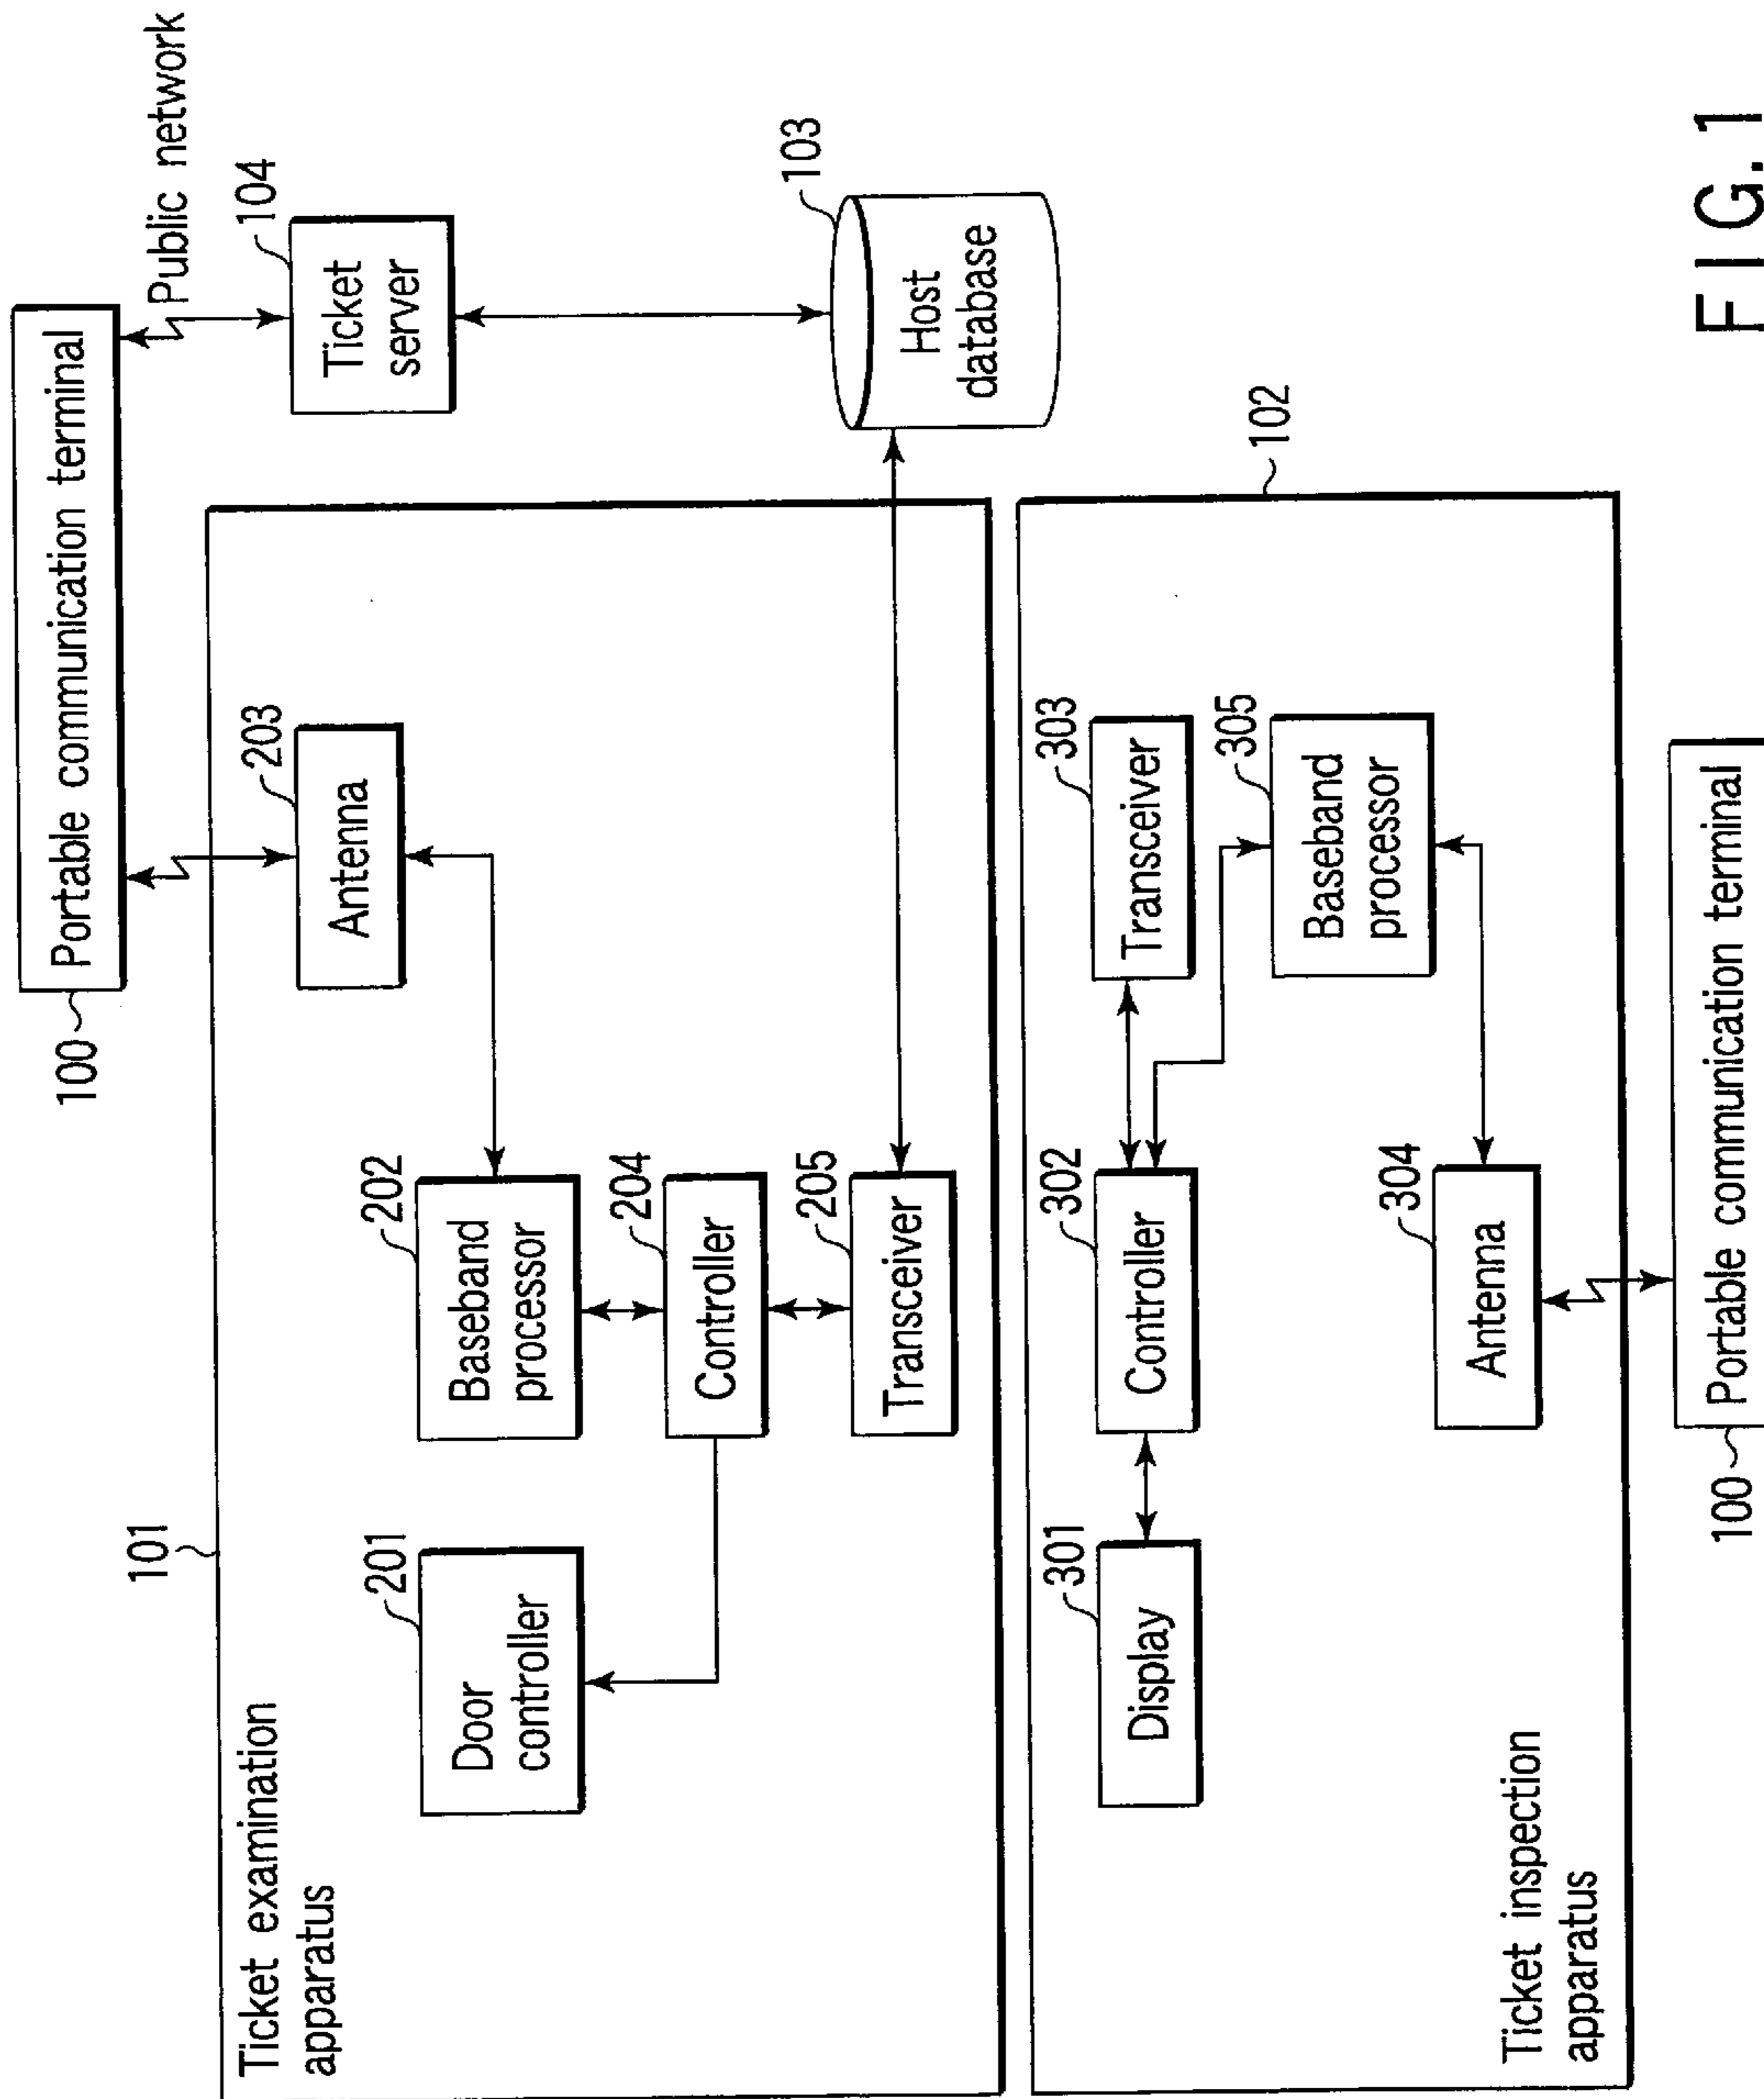 100
Portable communication terminal
Public network
101
Ticket examination
apparatus
203
Antenna
104
Ticket
server
201
Door
controller
202
Baseband
processor
204
Controller
205
Transceiver
103
Host
database
102
301
Display
302
Controller
303
Transceiver
305
Baseband
processor
304
Antenna
Ticket inspection
apparatus
100
Portable communication terminal
FIG. 1